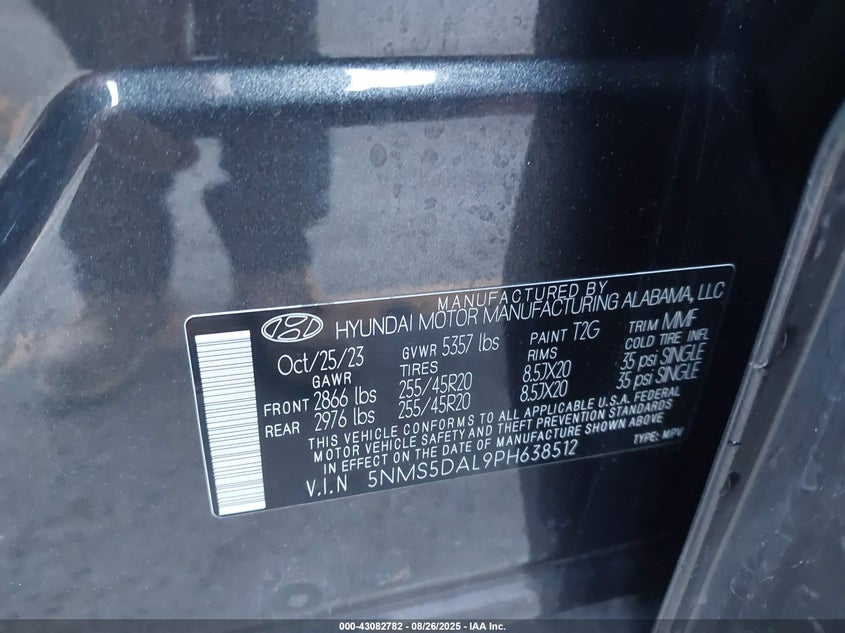 MANUFACTURED BY
HYUNDAI MOTOR MANUFACTURING ALABAMA, LLC
Oct/25/23 GVWR 5357 lbs PAINT T2G TRIM MMF
GAWR TIRES RIMS COLD TIRE INFL
FRONT 2866 lbs 255/45R20 8.5JX20 35 psi SINGLE
REAR 2976 lbs 255/45R20 8.5JX20 35 psi SINGLE
THIS VEHICLE CONFORMS TO ALL APPLICABLE U.S.A. FEDERAL
MOTOR VEHICLE SAFETY AND THEFT PREVENTION STANDARDS
IN EFFECT ON THE DATE OF MANUFACTURE SHOWN ABOVE
V.I.N 5NMS5DAL9PH638512 TYPE: MPV
000-43082782 - 08/26/2025 - IAA Inc.